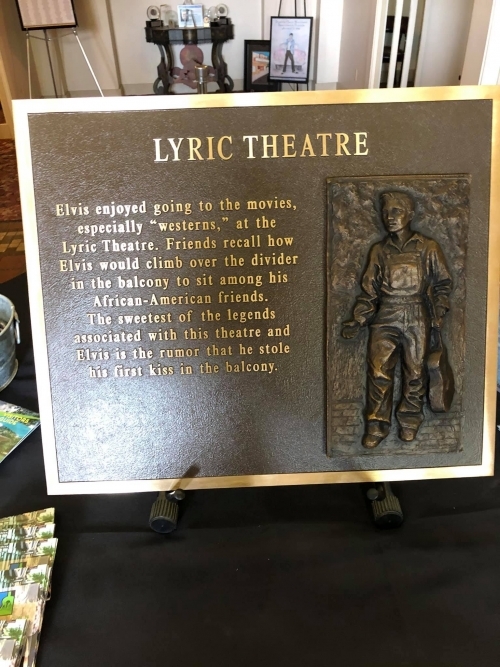 LYRIC THEATRE
Elvis enjoyed going to the movies,
especially “westerns,” at the
Lyric Theatre. Friends recall how
Elvis would climb over the divider
in the balcony to sit among his
African-American friends.
The sweetest of the legends
associated with this theatre and
Elvis is the rumor that he stole
his first kiss in the balcony.